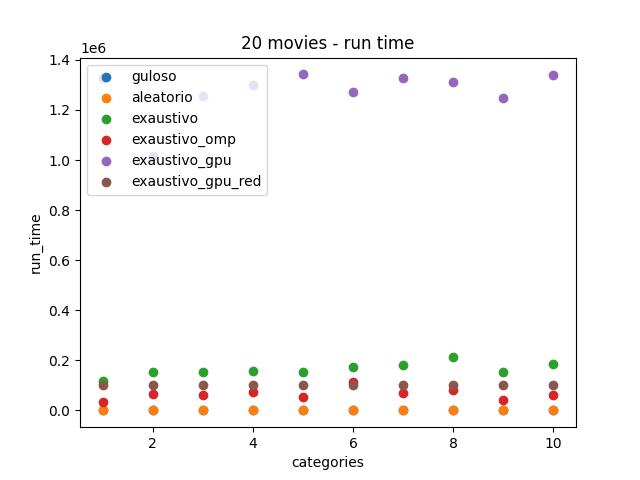 20 movies - run time
1e6
1.4
1.2
1.0
0.8
0.6
0.4
0.2
0.0
run_time
guloso
aleatorio
exaustivo
exaustivo_omp
exaustivo_gpu
exaustivo_gpu_red
2 4 6 8 10
categories